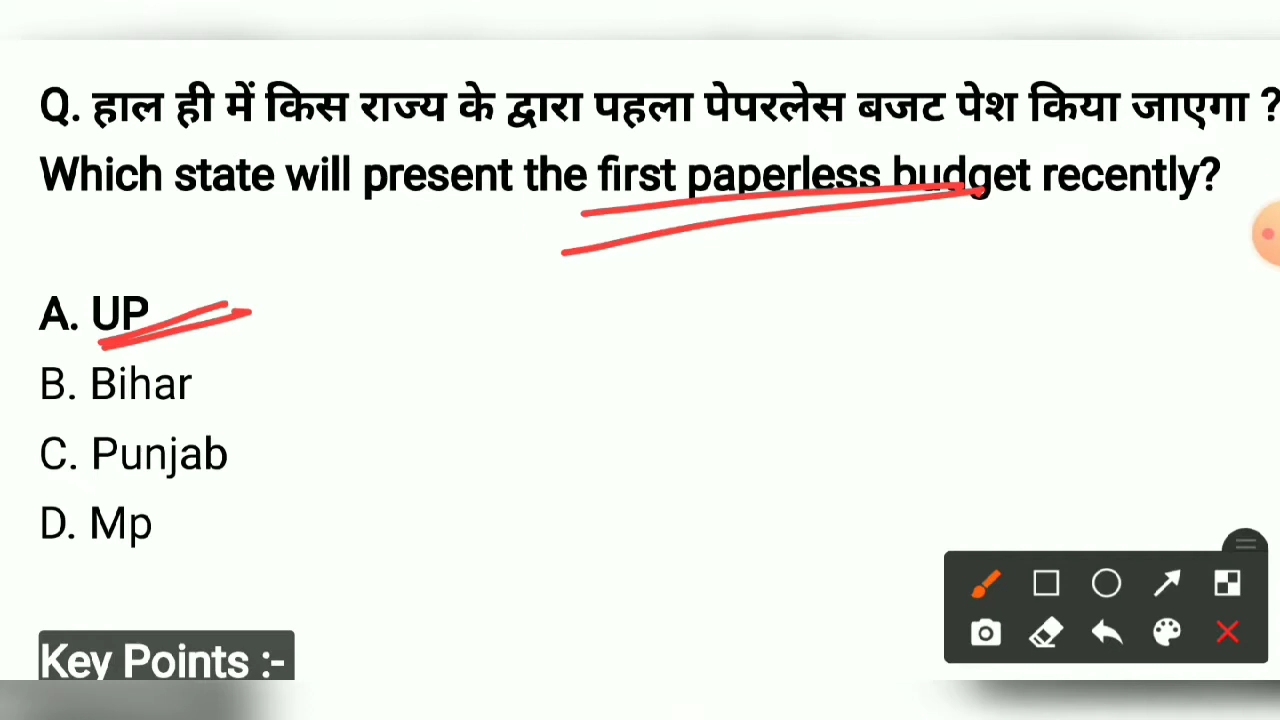 Q. हाल ही में किस राज्य के द्वारा पहला पेपरलेस बजट पेश किया जाएगा ?
Which state will present the first paperless budget recently?
A. UP
B. Bihar
C. Punjab
D. Mp
Key Points :-